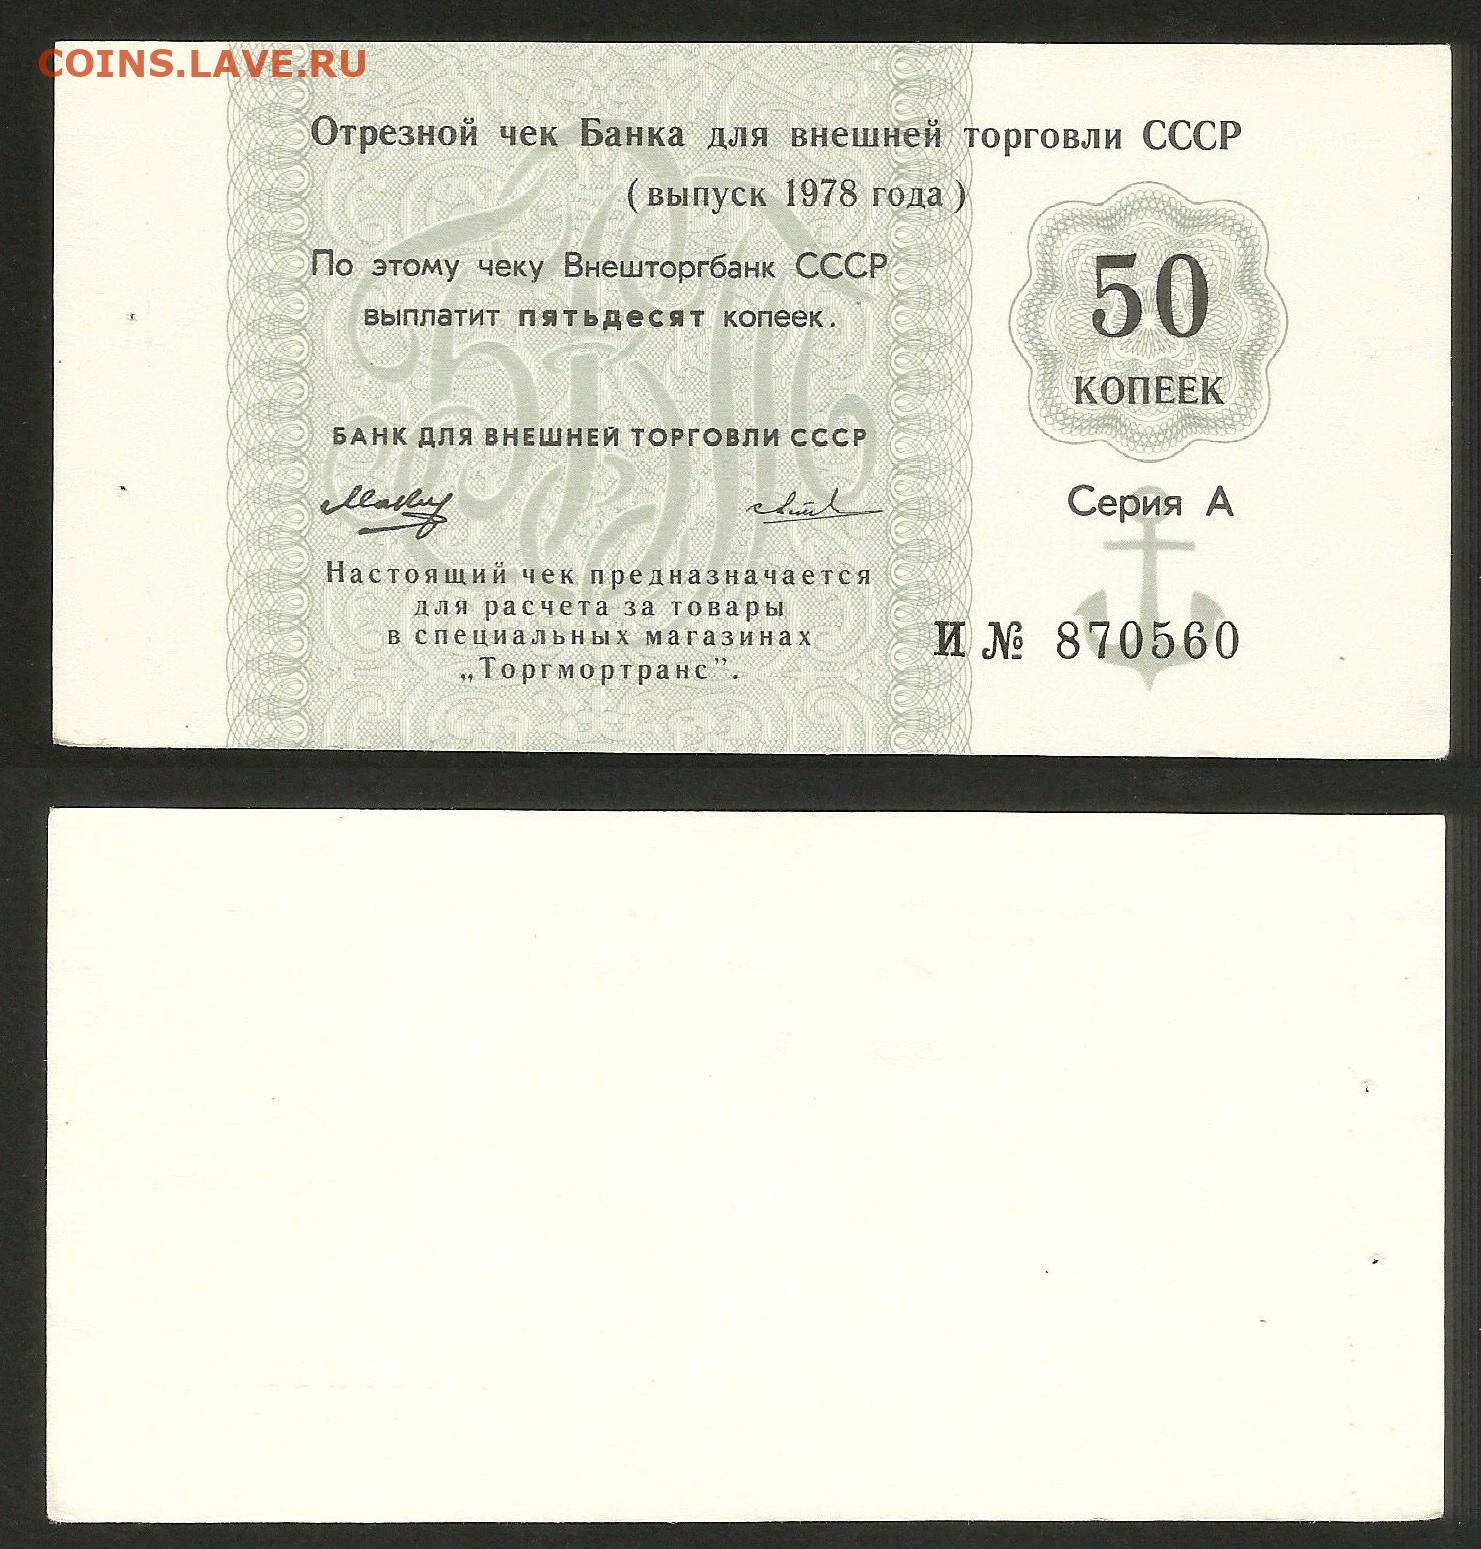 COINS.LAVE.RU
Отрезной чек Банка для внешней торговли СССР
(выпуск 1978 года)
По этому чеку Внешторгбанк СССР
выплатит пятьдесят копеек.
50
КОПЕЕК
БАНК ДЛЯ ВНЕШНЕЙ ТОРГОВЛИ СССР
Серия А
Настоящий чек предназначается
для расчета за товары
в специальных магазинах
„Торгмортранс”.
И № 870560